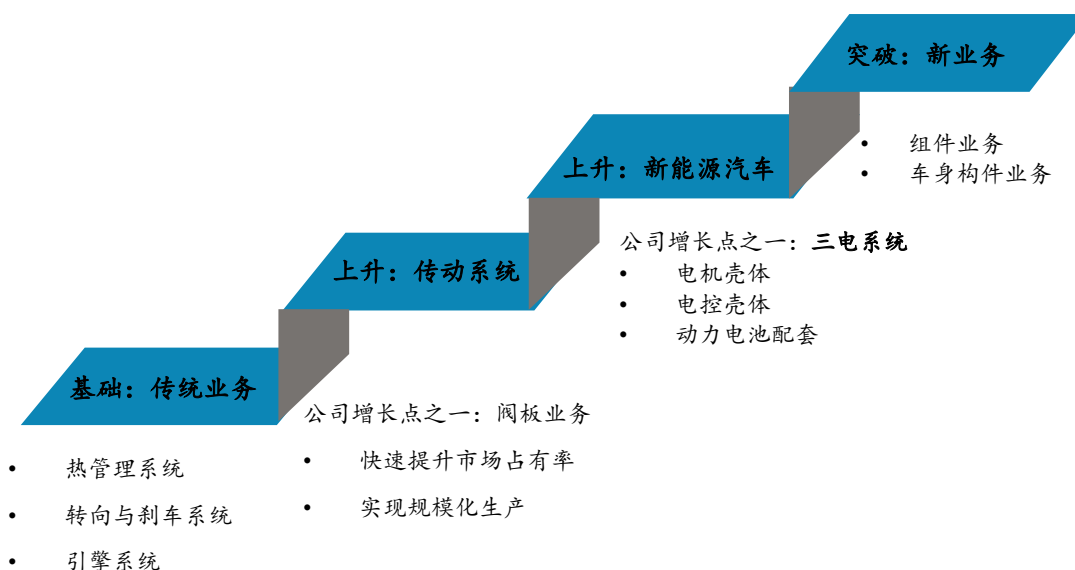 突破：新业务
• 组件业务
• 车身构件业务
上升：新能源汽车
公司增长点之一：三电系统
• 电机壳体
• 电控壳体
• 动力电池配套
上升：传动系统
公司增长点之一：阀板业务
• 快速提升市场占有率
• 实现规模化生产
基础：传统业务
• 热管理系统
• 转向与刹车系统
• 引擎系统